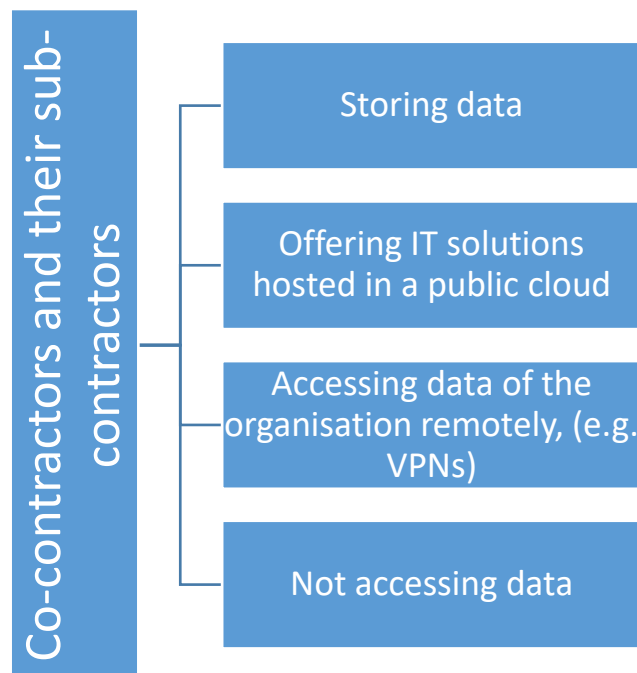 Co-contractors and their sub-
contractors
Storing data
Offering IT solutions
hosted in a public cloud
Accessing data of the
organisation remotely, (e.g.
VPNs)
Not accessing data